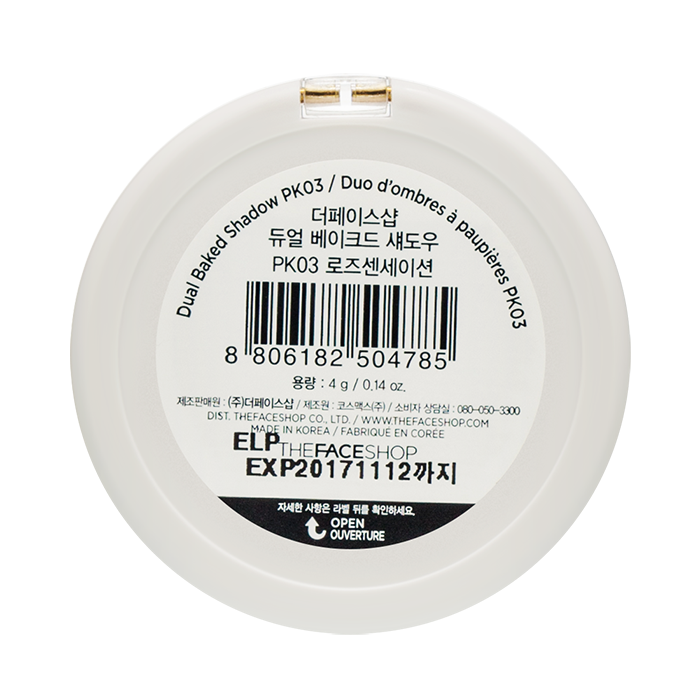 Dual Baked Shadow PK03 / Duo d'ombres à paupières PK03
더페이스샵
듀얼 베이크드 섀도우
PK03 로즈센세이션
8 806182 504785
용량 : 4 g / 0.14 oz.
제조판매원 : (주)더페이스샵 / 제조원 : 코스맥스(주) / 소비자 상담실 : 080-050-3300
DIST. THEFACESHOP CO., LTD. / WWW.THEFACESHOP.COM
MADE IN KOREA / FABRIQUÉ EN CORÉE
ELP THEFACESHOP
EXP20171112까지
자세한 사항은 라벨 뒤를 확인하세요.
OPEN
OUVERTURE